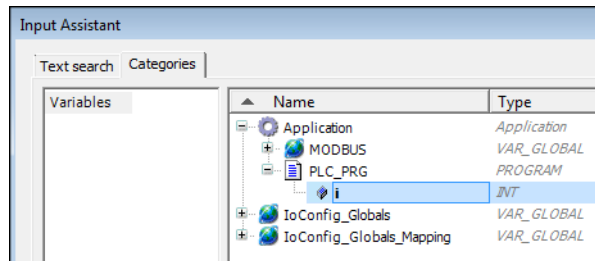 Input Assistant
Text search Categories
Variables
Name Type
Application Application
MODBUS VAR_GLOBAL
PLC_PRG PROGRAM
i INT
IoConfig_Globals VAR_GLOBAL
IoConfig_Globals_Mapping VAR_GLOBAL